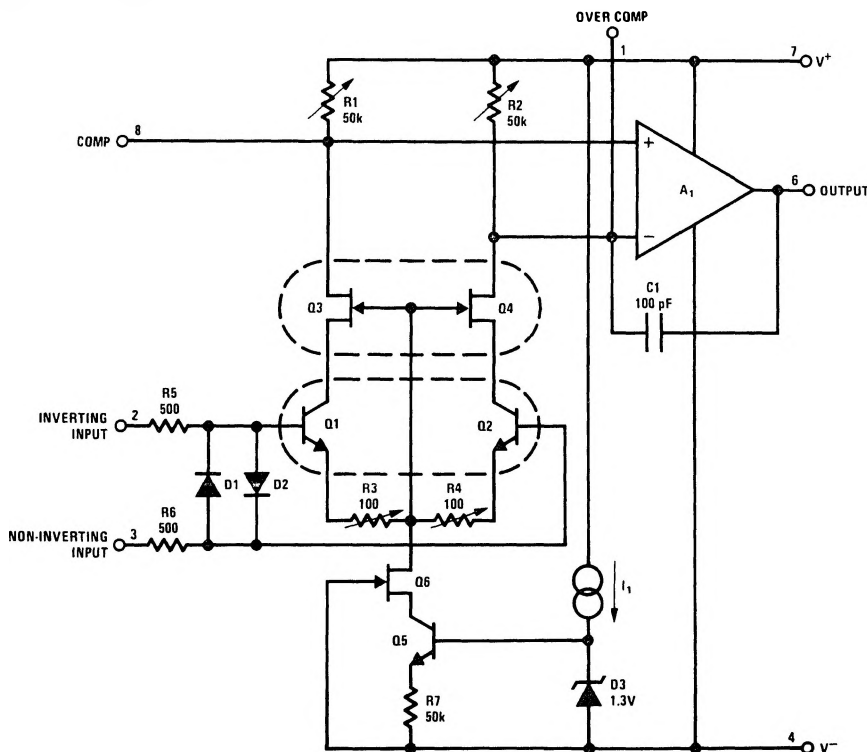 OVER COMP
1
7
V+
R1
50k
R2
50k
8
COMP
+
A1
6
OUTPUT
−
C1
100 pF
Q3
Q4
R5
500
INVERTING
INPUT
2
Q1
Q2
D1
D2
R3
100
R4
100
R6
500
NON-INVERTING
INPUT
3
Q6
I1
Q5
D3
1.3V
R7
50k
4
V−